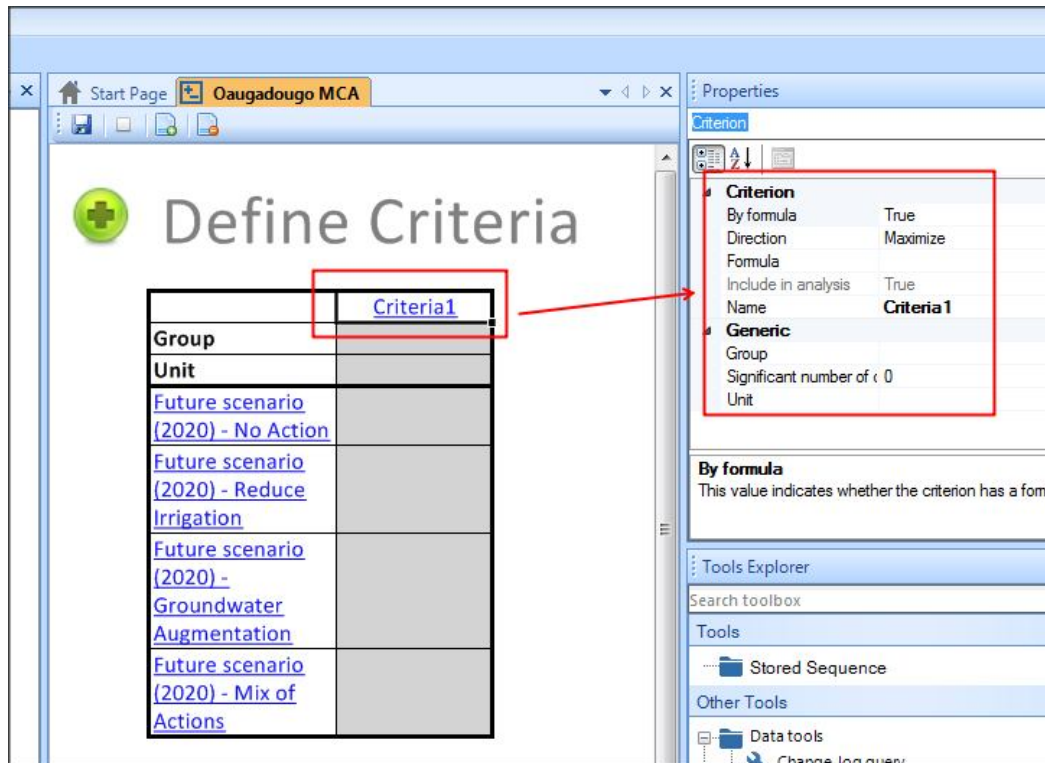 Start Page
Oaugadougo MCA
Define Criteria
Criteria1
Group
Unit
Future scenario
(2020) - No Action
Future scenario
(2020) - Reduce
Irrigation
Future scenario
(2020) -
Groundwater
Augmentation
Future scenario
(2020) - Mix of
Actions
Properties
Criterion
Criterion
By formula True
Direction Maximize
Formula
Include in analysis True
Name Criteria1
Generic
Group
Significant number of 0
Unit
By formula
This value indicates whether the criterion has a
Tools Explorer
Search toolbox
Tools
Stored Sequence
Other Tools
Data tools
Change log query